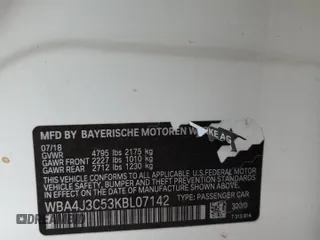 MFD BY BAYERISCHE MOTOREN WERKE AG
07/18
GVWR 4795 lbs 2175 kg
GAWR FRONT 2227 lbs 1010 kg
GAWR REAR 2712 lbs 1230 kg
THIS VEHICLE CONFORMS TO ALL APPLICABLE U.S. FEDERAL MOTOR
VEHICLE SAFETY, BUMPER, AND THEFT PREVENTION STANDARDS
IN EFFECT ON THE DATE OF MANUFACTURE SHOWN ABOVE.
WBA4J3C53KBL07142 TYPE: PASSENGER CAR
300/0